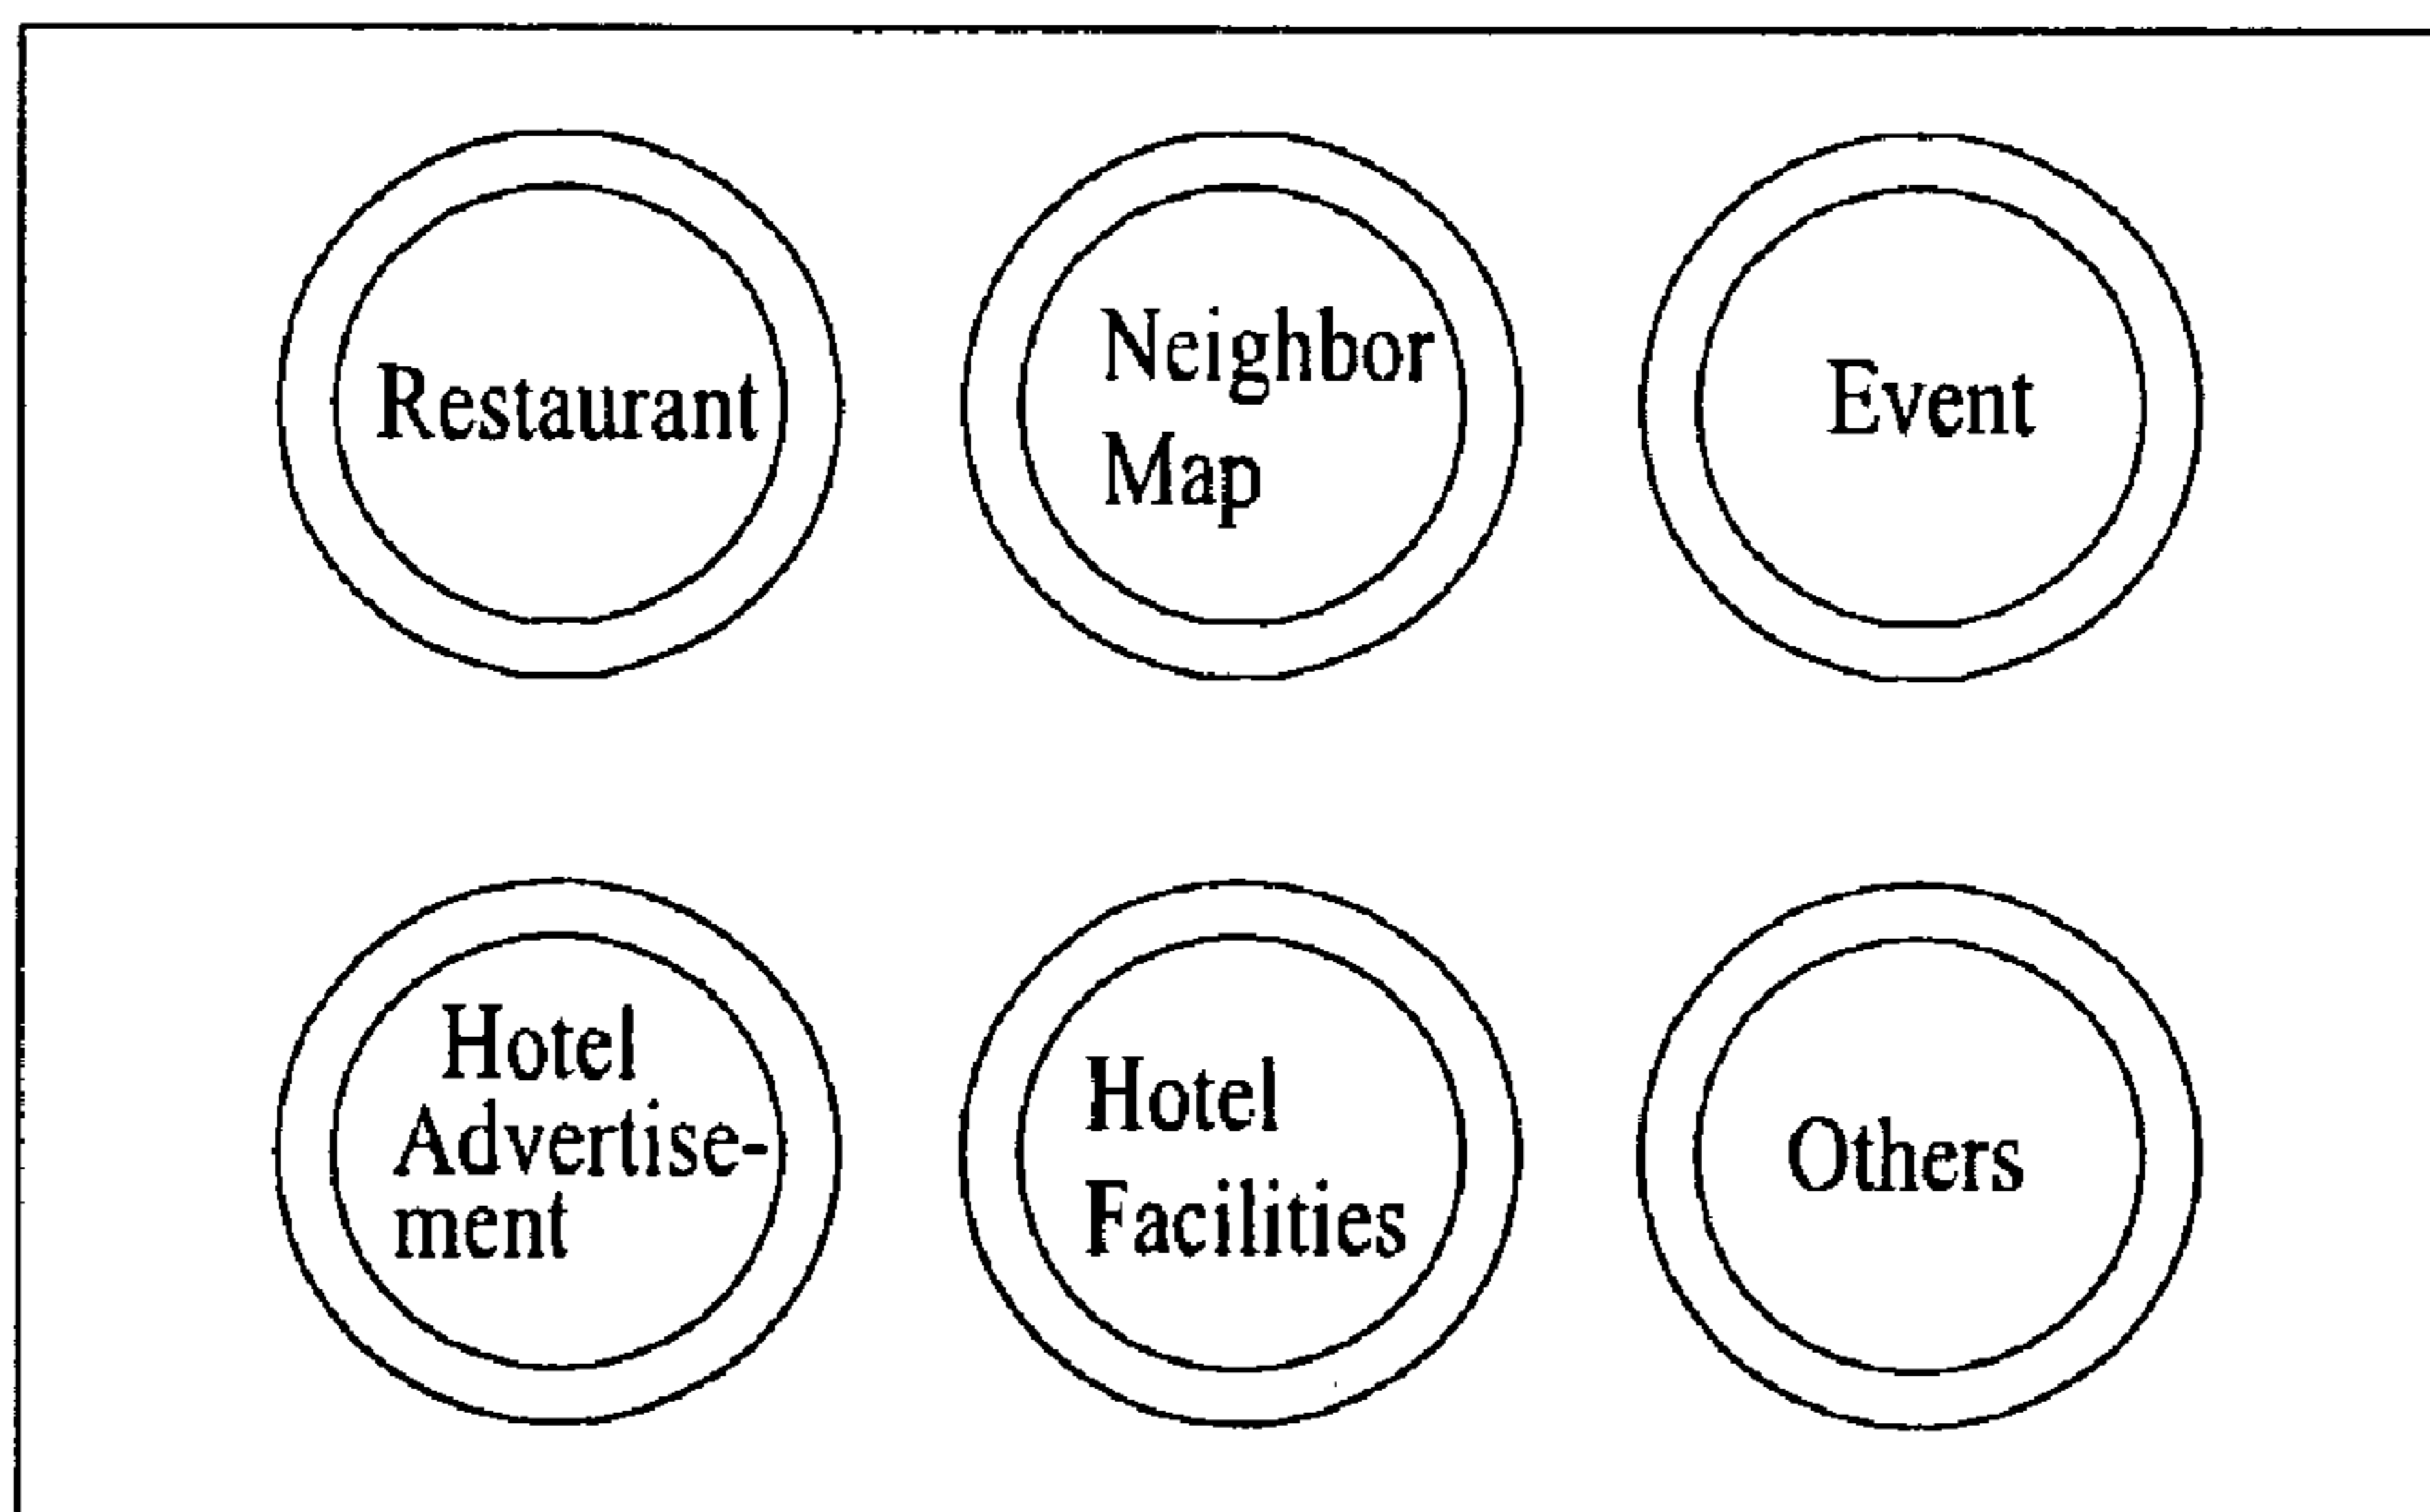 Restaurant
Neighbor
Map
Event
Hotel
Advertise-
ment
Hotel
Facilities
Others